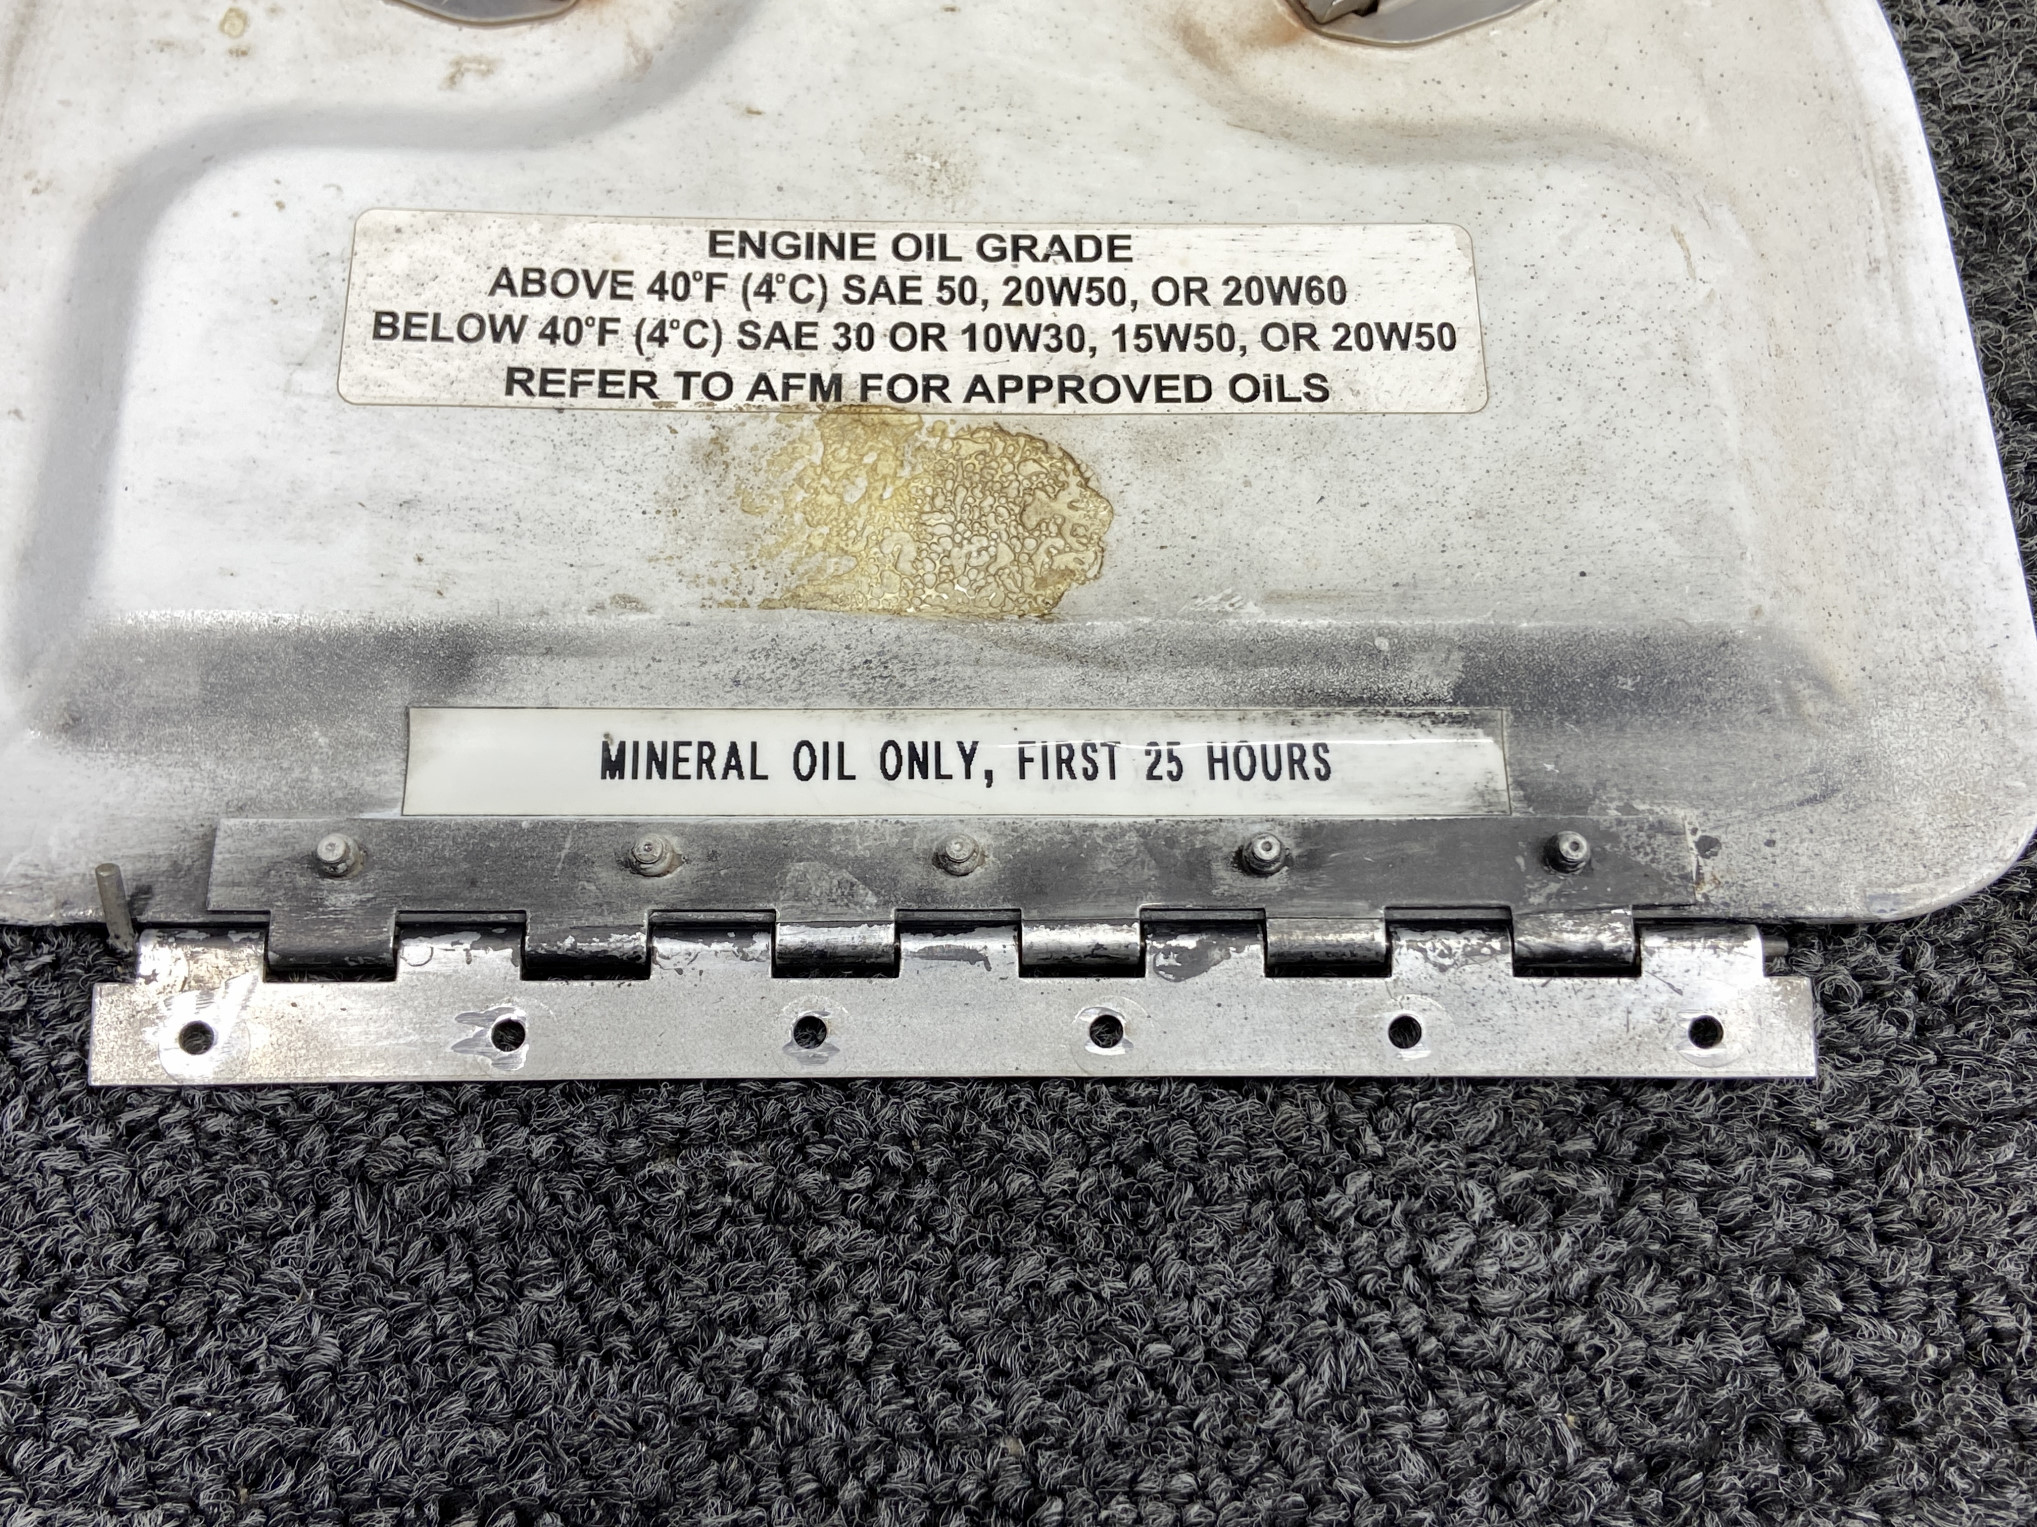 ENGINE OIL GRADE
ABOVE 40°F (4°C) SAE 50, 20W50, OR 20W60
BELOW 40°F (4°C) SAE 30 OR 10W30, 15W50, OR 20W50
REFER TO AFM FOR APPROVED OiLS
MINERAL OIL ONLY, FIRST 25 HOURS